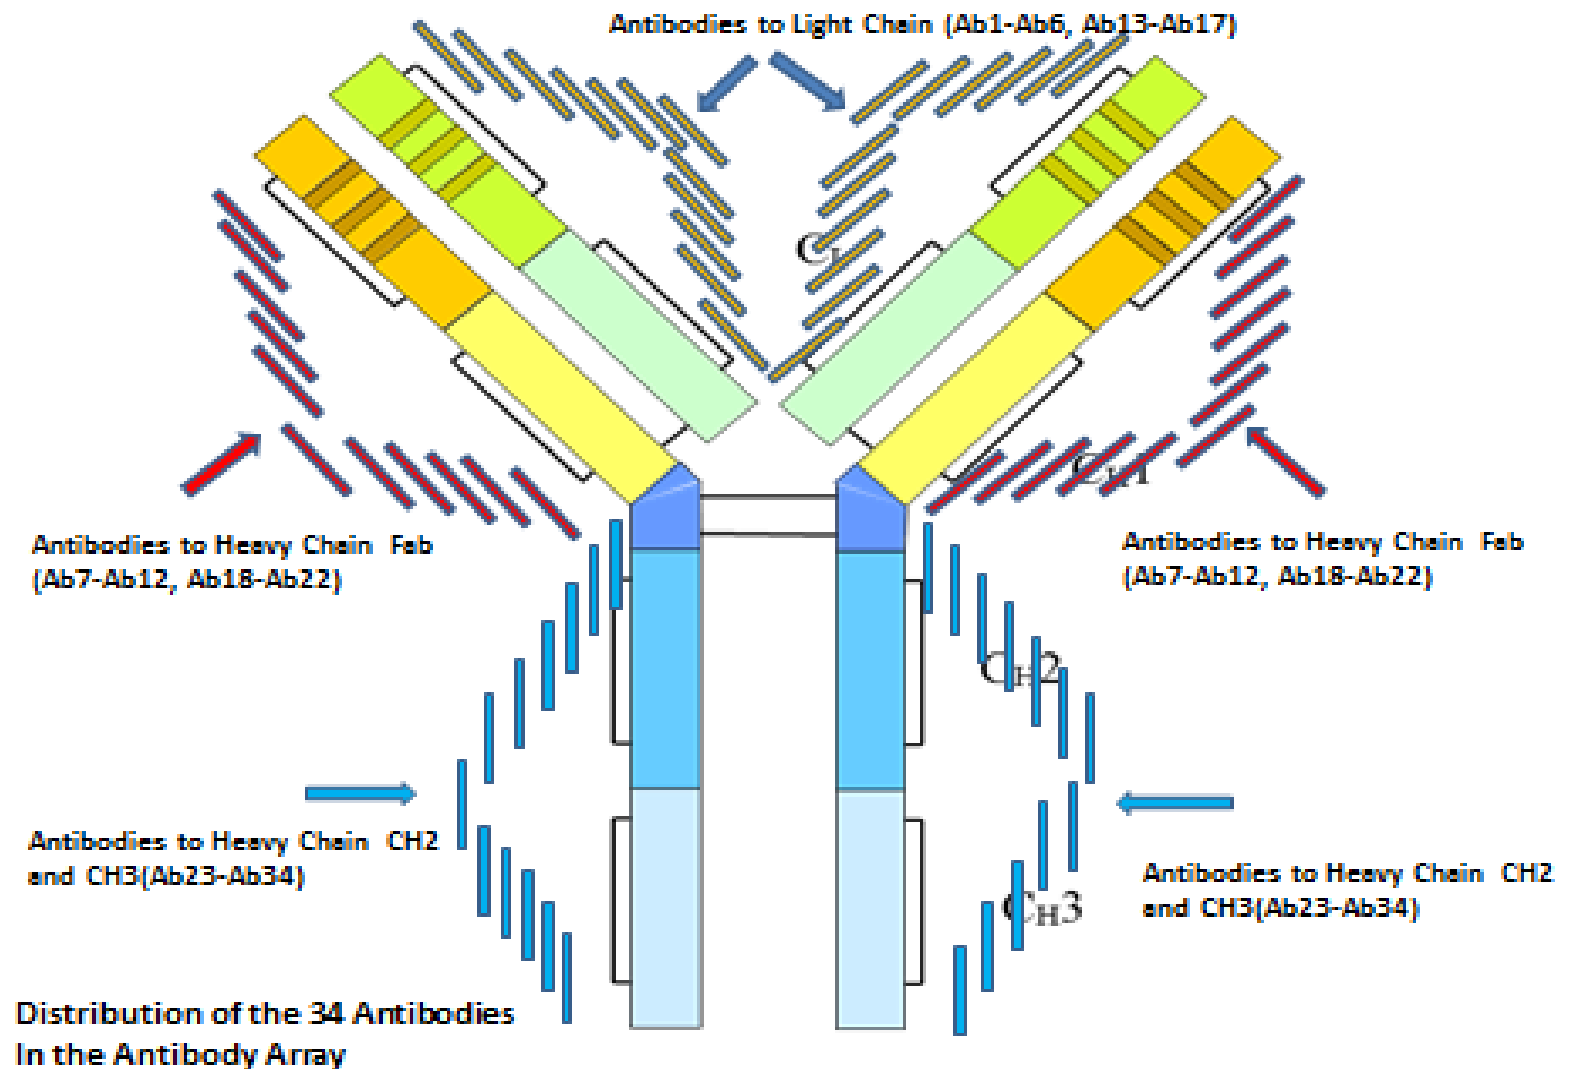 Antibodies to Light Chain (Ab1-Ab6, Ab13-Ab17)
CL
CH1
Antibodies to Heavy Chain Fab
(Ab7-Ab12, Ab18-Ab22)
Antibodies to Heavy Chain Fab
(Ab7-Ab12, Ab18-Ab22)
CH2
Antibodies to Heavy Chain CH2
and CH3(Ab23-Ab34)
Antibodies to Heavy Chain CH2
and CH3(Ab23-Ab34)
CH3
Distribution of the 34 Antibodies
In the Antibody Array